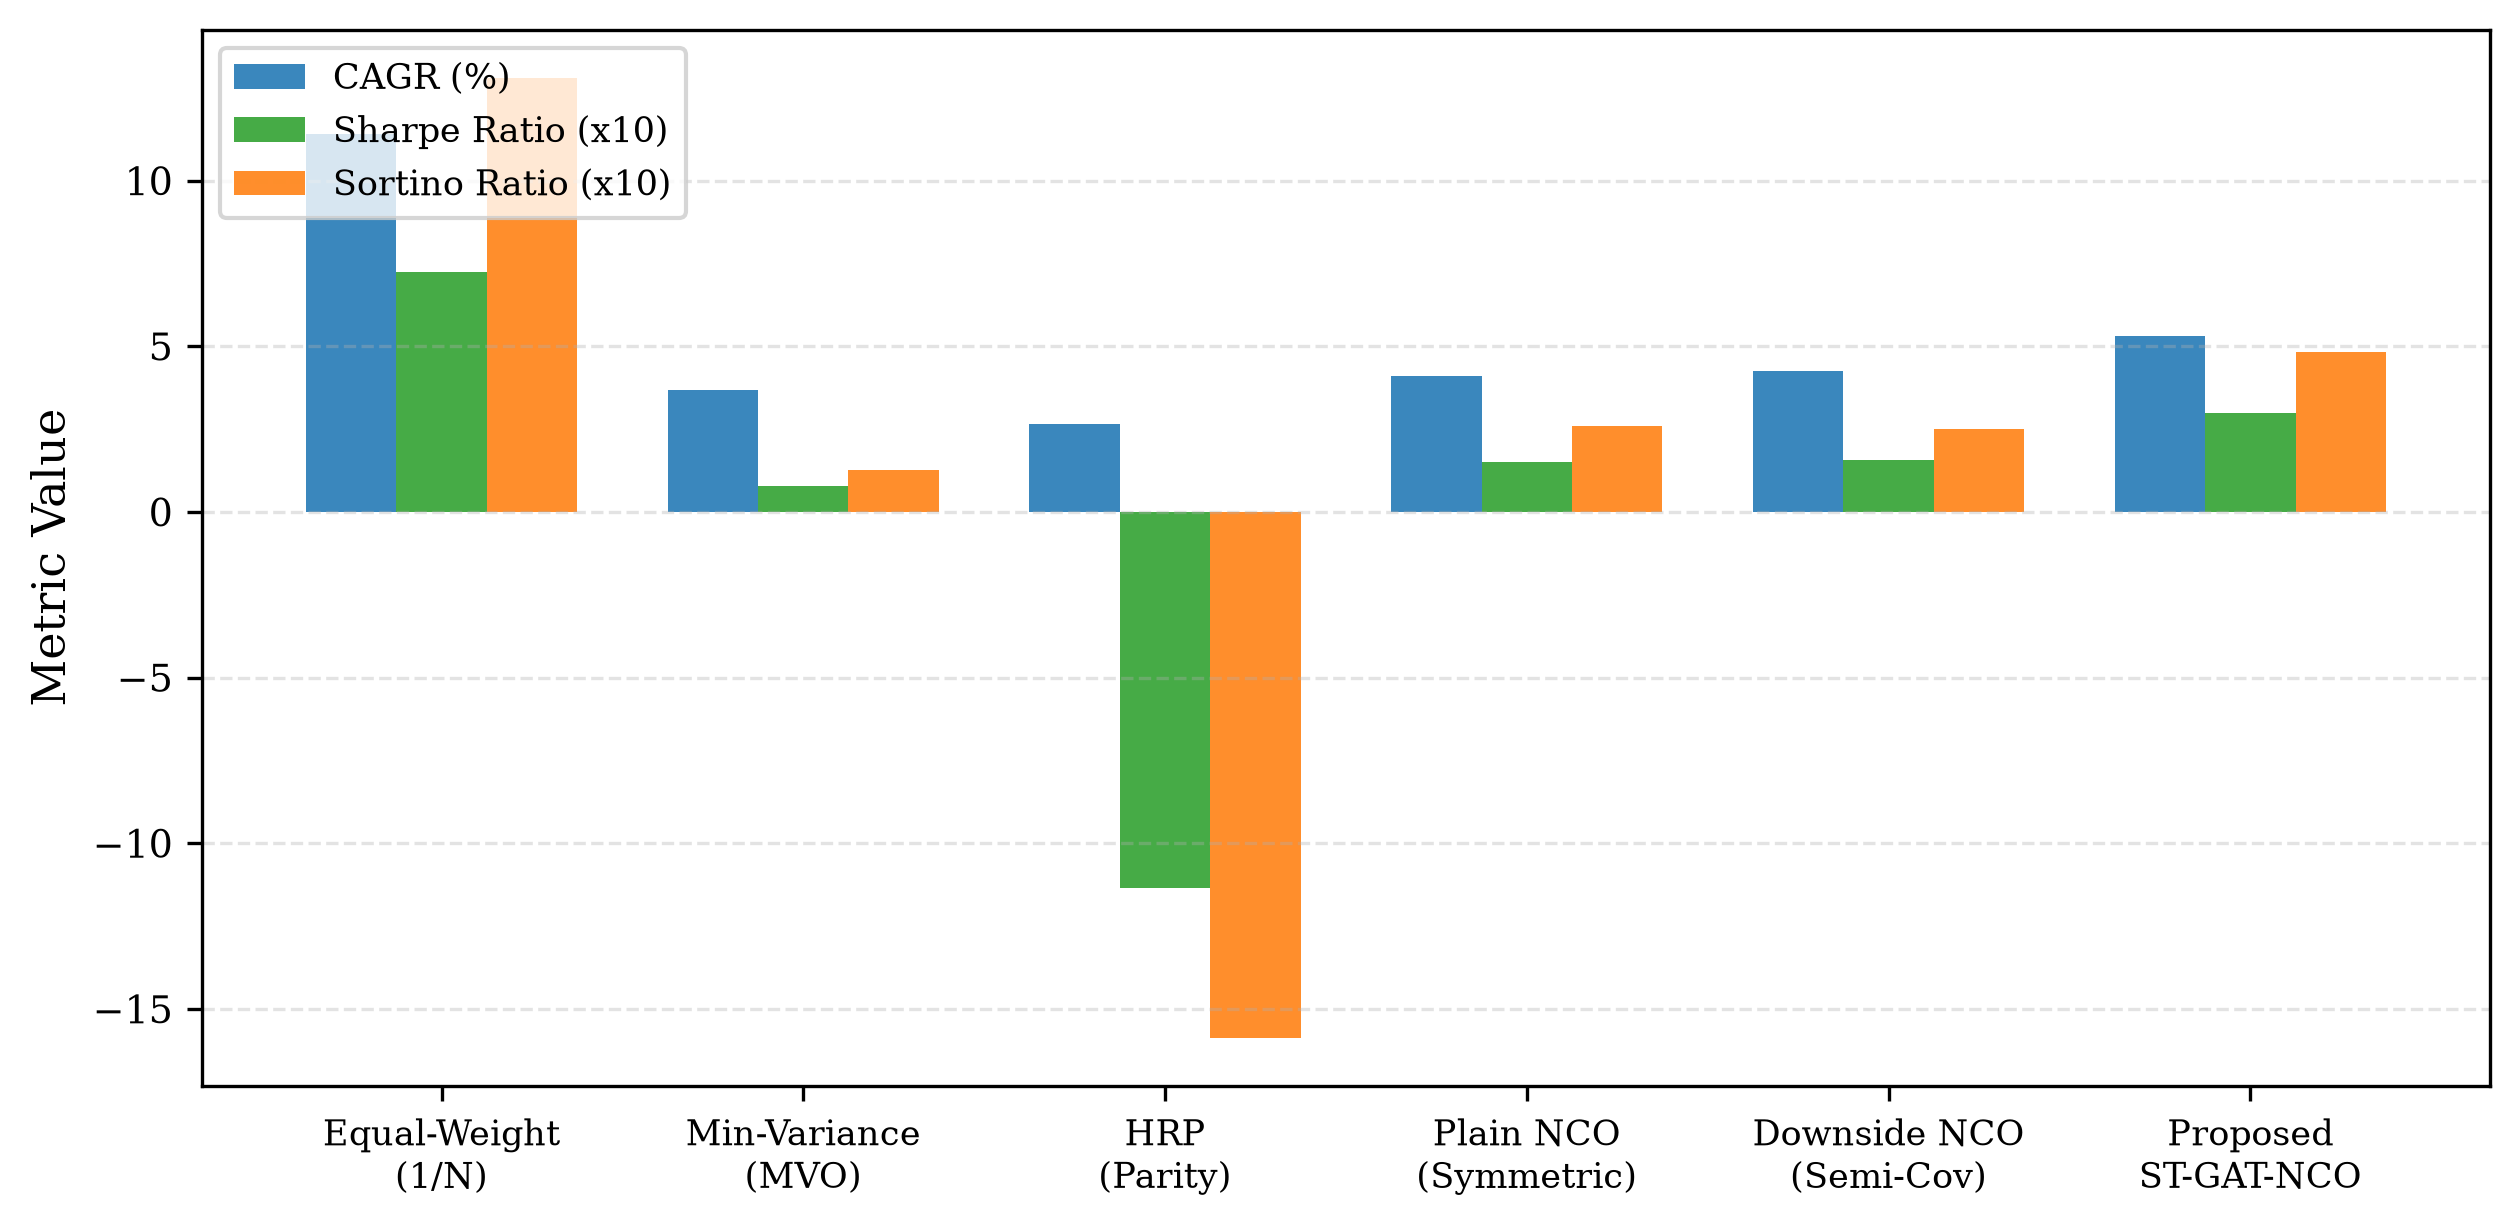 CAGR (%)
Sharpe Ratio (x10)
Sortino Ratio (x10)
Metric Value
10
5
0
−5
−10
−15
Equal-Weight
(1/N)
Min-Variance
(MVO)
HRP
(Parity)
Plain NCO
(Symmetric)
Downside NCO
(Semi-Cov)
Proposed
ST-GAT-NCO